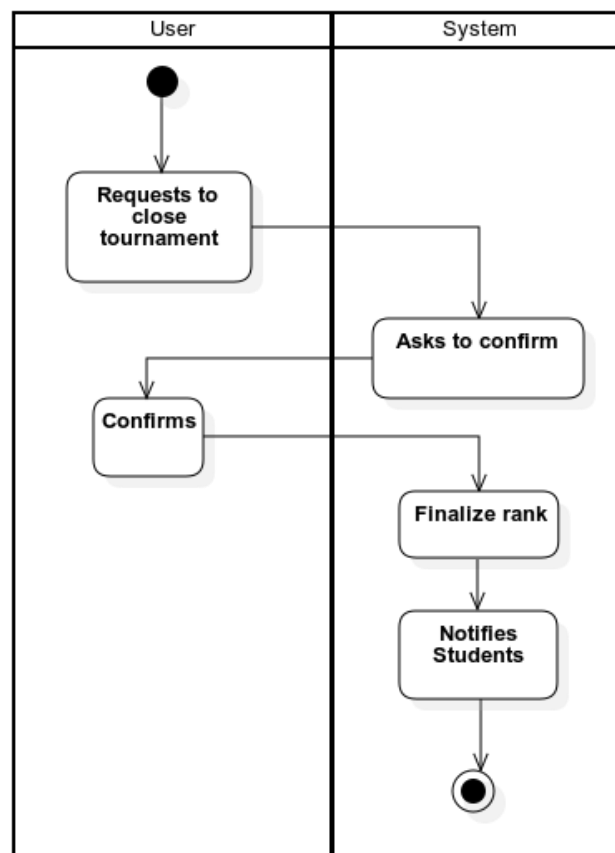 User
System
Requests to
close
tournament
Asks to confirm
Confirms
Finalize rank
Notifies
Students